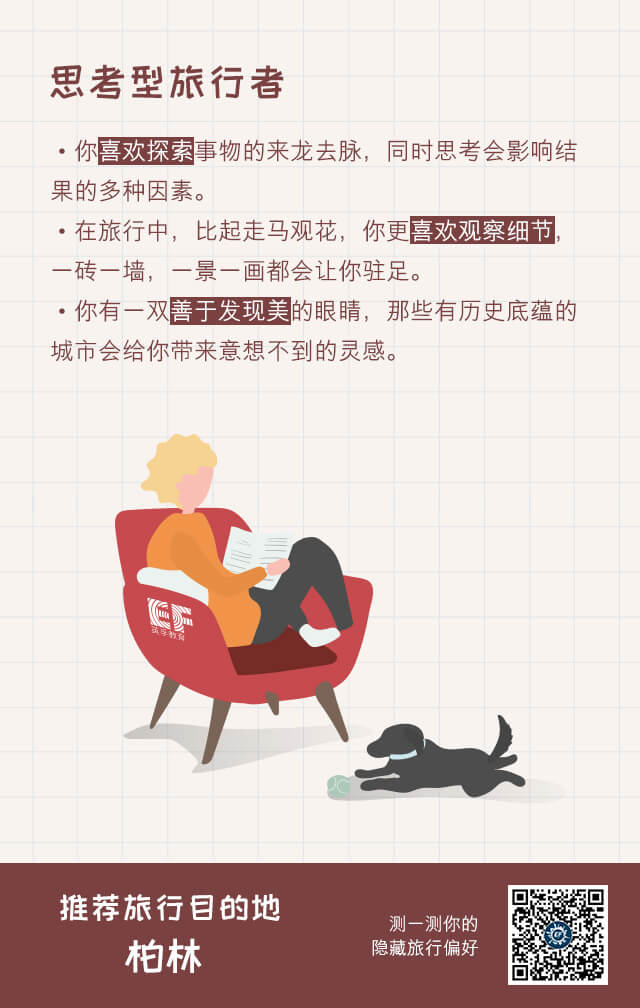 思考型旅行者
·你喜欢探索事物的来龙去脉，同时思考会影响结
果的多种因素。
·在旅行中，比起走马观花，你更喜欢观察细节，
一砖一墙，一景一画都会让你驻足。
·你有一双善于发现美的眼睛，那些有历史底蕴的
城市会给你带来意想不到的灵感。
EF
英孚教育
推荐旅行目的地
柏林
测一测你的
隐藏旅行偏好